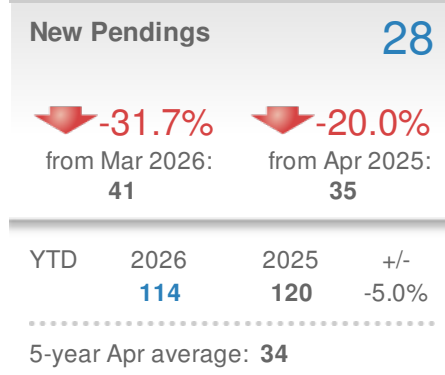 New Pendings 28
-31.7% -20.0%
from Mar 2026: from Apr 2025:
41 35
YTD 2026 2025 +/-
114 120 -5.0%
5-year Apr average: 34